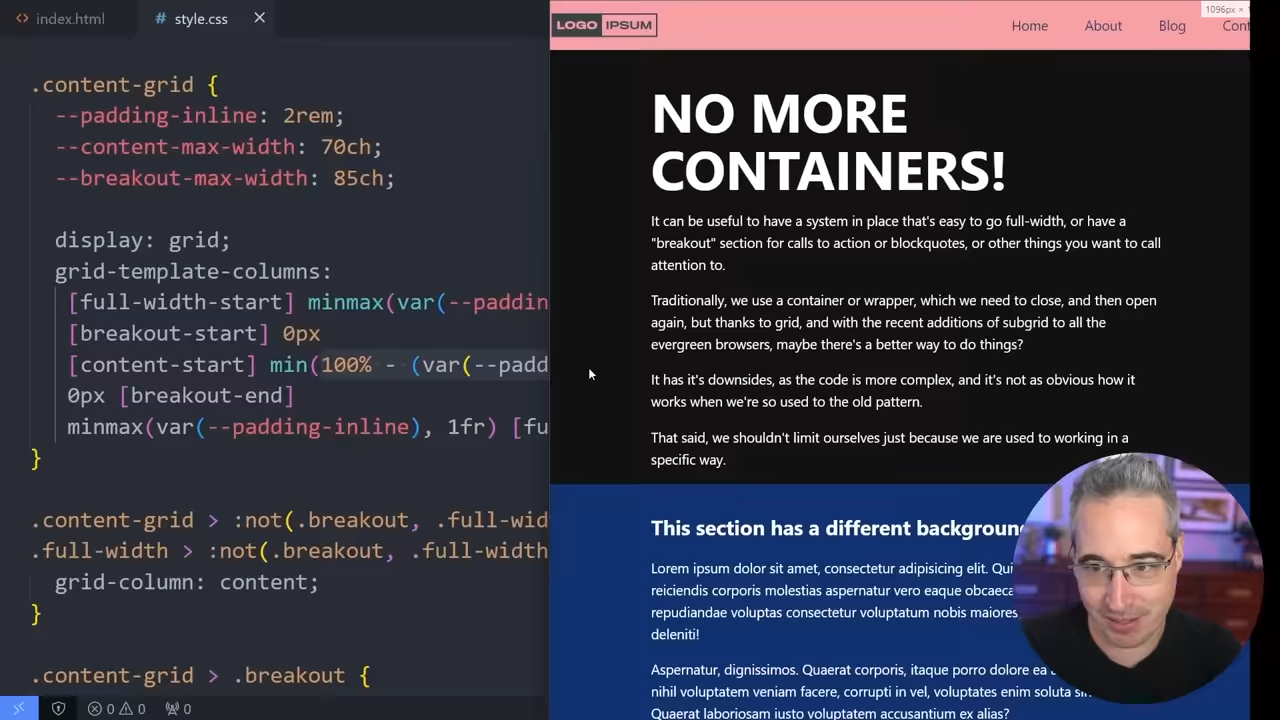 index.html
style.css
.content-grid {
--padding-inline: 2rem;
--content-max-width: 70ch;
--breakout-max-width: 85ch;
display: grid;
grid-template-columns:
[full-width-start] minmax(var(--paddin
[breakout-start] 0px
[content-start] min(100% - (var(--padd
0px [breakout-end]
minmax(var(--padding-inline), 1fr) [fu
}
.content-grid > :not(.breakout, .full-wid
.full-width > :not(.breakout, .full-width
grid-column: content;
}
.content-grid > .breakout {
0 0 0
1096px ×
LOGO IPSUM
Home About Blog Cont
NO MORE
CONTAINERS!
It can be useful to have a system in place that's easy to go full-width, or have a
"breakout" section for calls to action or blockquotes, or other things you want to call
attention to.
Traditionally, we use a container or wrapper, which we need to close, and then open
again, but thanks to grid, and with the recent additions of subgrid to all the
evergreen browsers, maybe there's a better way to do things?
It has it's downsides, as the code is more complex, and it's not as obvious how it
works when we're so used to the old pattern.
That said, we shouldn't limit ourselves just because we are used to working in a
specific way.
This section has a different background
Lorem ipsum dolor sit amet, consectetur adipisicing elit. Qui
reiciendis corporis molestias aspernatur vero eaque obcaeca
repudiandae voluptas consectetur voluptatum nobis maiores
deleniti!
Aspernatur, dignissimos. Quaerat corporis, itaque porro dolore ea
nihil voluptatem veniam facere, corrupti in vel, voluptates enim soluta
Quaerat laboriosam iusto voluptatem accusantium ex alias?